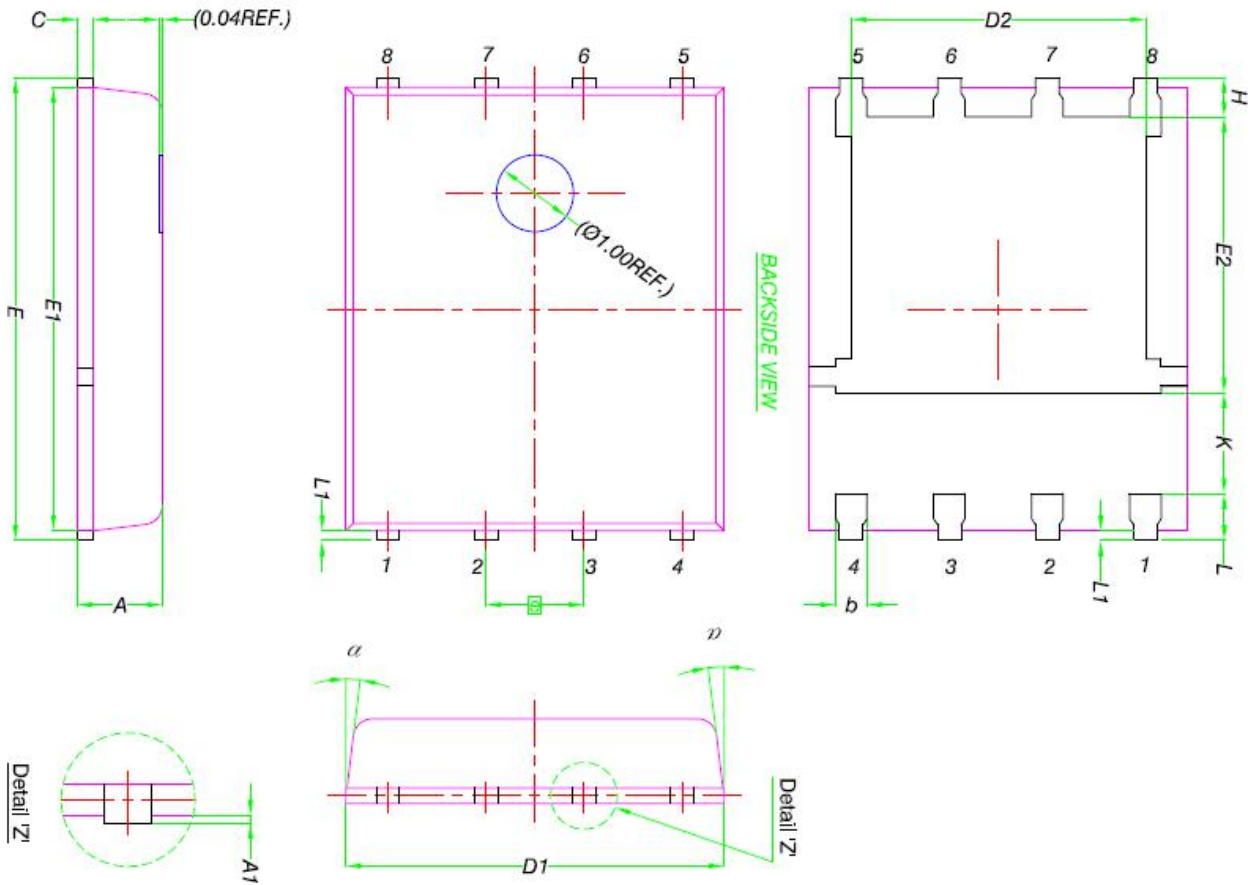 C
(0.04REF.)
E
E1
A
8 7 6 5
(Ø1.00REF.)
L1
1 2 3 4
BACKSIDE VIEW
D2
5 6 7 8
H
E2
K
L
L1
4 3 2 1
b
α
α
D1
Detail 'Z'
Detail 'Z'
A1